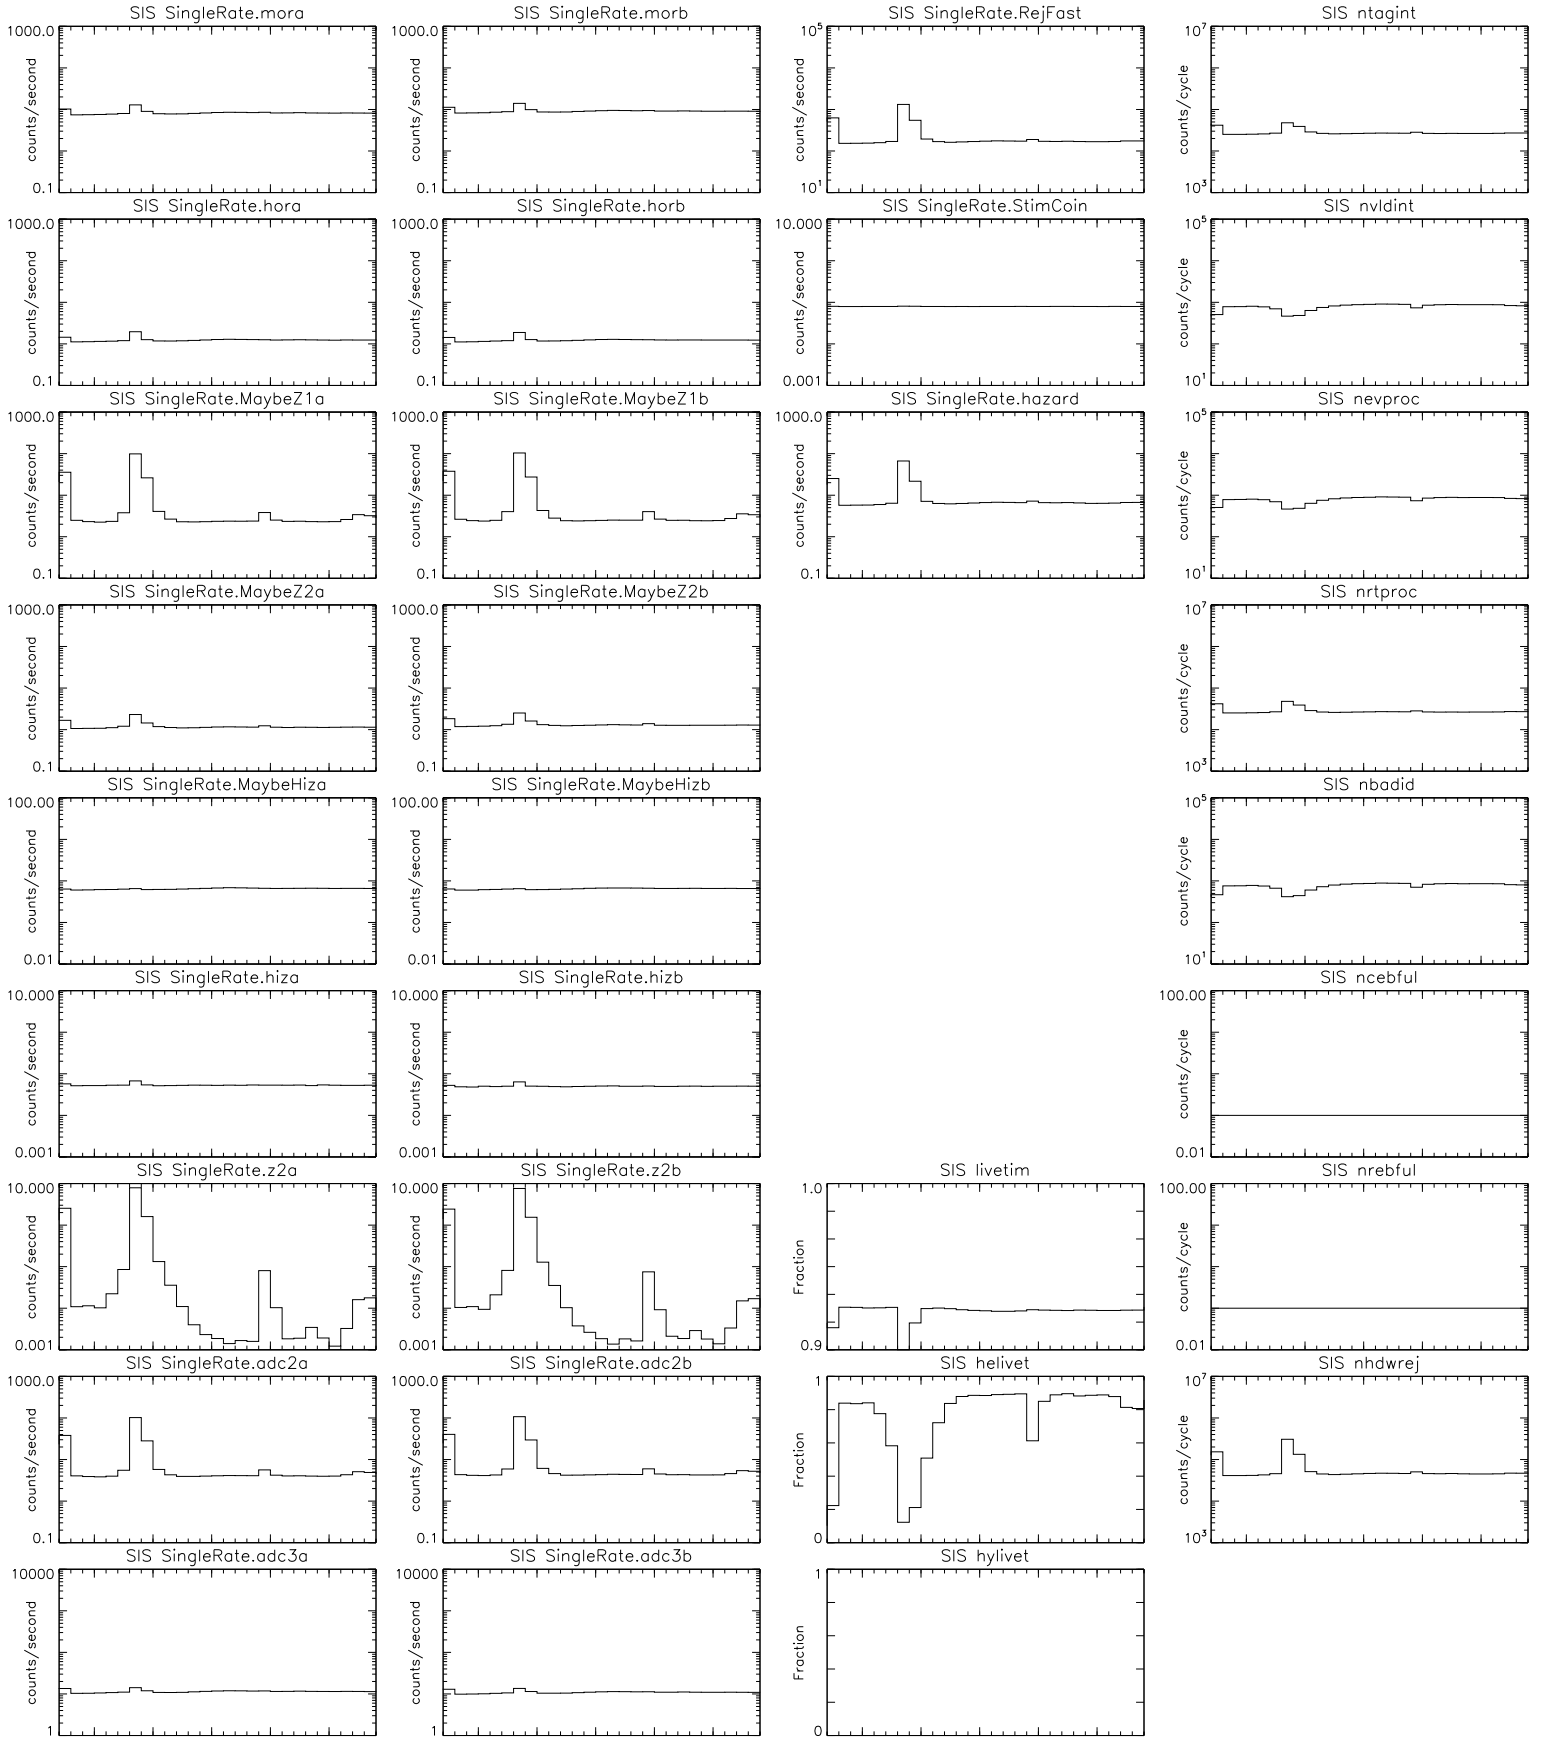 SIS SingleRate.mora
1000.0
counts/second
0.1
SIS SingleRate.morb
1000.0
counts/second
0.1
SIS SingleRate.RejFast
10^5
counts/second
10^1
SIS ntagint
10^7
counts/cycle
10^3
SIS SingleRate.hora
1000.0
counts/second
0.1
SIS SingleRate.horb
1000.0
counts/second
0.1
SIS SingleRate.StimCoin
10.000
counts/second
0.001
SIS nvldint
10^5
counts/cycle
10^1
SIS SingleRate.MaybeZ1a
1000.0
counts/second
0.1
SIS SingleRate.MaybeZ1b
1000.0
counts/second
0.1
SIS SingleRate.hazard
1000.0
counts/second
0.1
SIS nevproc
10^5
counts/cycle
10^1
SIS SingleRate.MaybeZ2a
1000.0
counts/second
0.1
SIS SingleRate.MaybeZ2b
1000.0
counts/second
0.1
SIS nrtproc
10^7
counts/cycle
10^3
SIS SingleRate.MaybeHiza
100.00
counts/second
0.01
SIS SingleRate.MaybeHizb
100.00
counts/second
0.01
SIS nbadid
10^5
counts/cycle
10^1
SIS SingleRate.hiza
10.000
counts/second
0.001
SIS SingleRate.hizb
10.000
counts/second
0.001
SIS ncebful
100.00
counts/cycle
0.01
SIS SingleRate.z2a
10.000
counts/second
0.001
SIS SingleRate.z2b
10.000
counts/second
0.001
SIS livetim
1.0
Fraction
0.9
SIS nrebful
100.00
counts/cycle
0.01
SIS SingleRate.adc2a
1000.0
counts/second
0.1
SIS SingleRate.adc2b
1000.0
counts/second
0.1
SIS helivet
1
Fraction
0
SIS nhdwrej
10^7
counts/cycle
10^3
SIS SingleRate.adc3a
10000
counts/second
1
SIS SingleRate.adc3b
10000
counts/second
1
SIS hylivet
1
Fraction
0